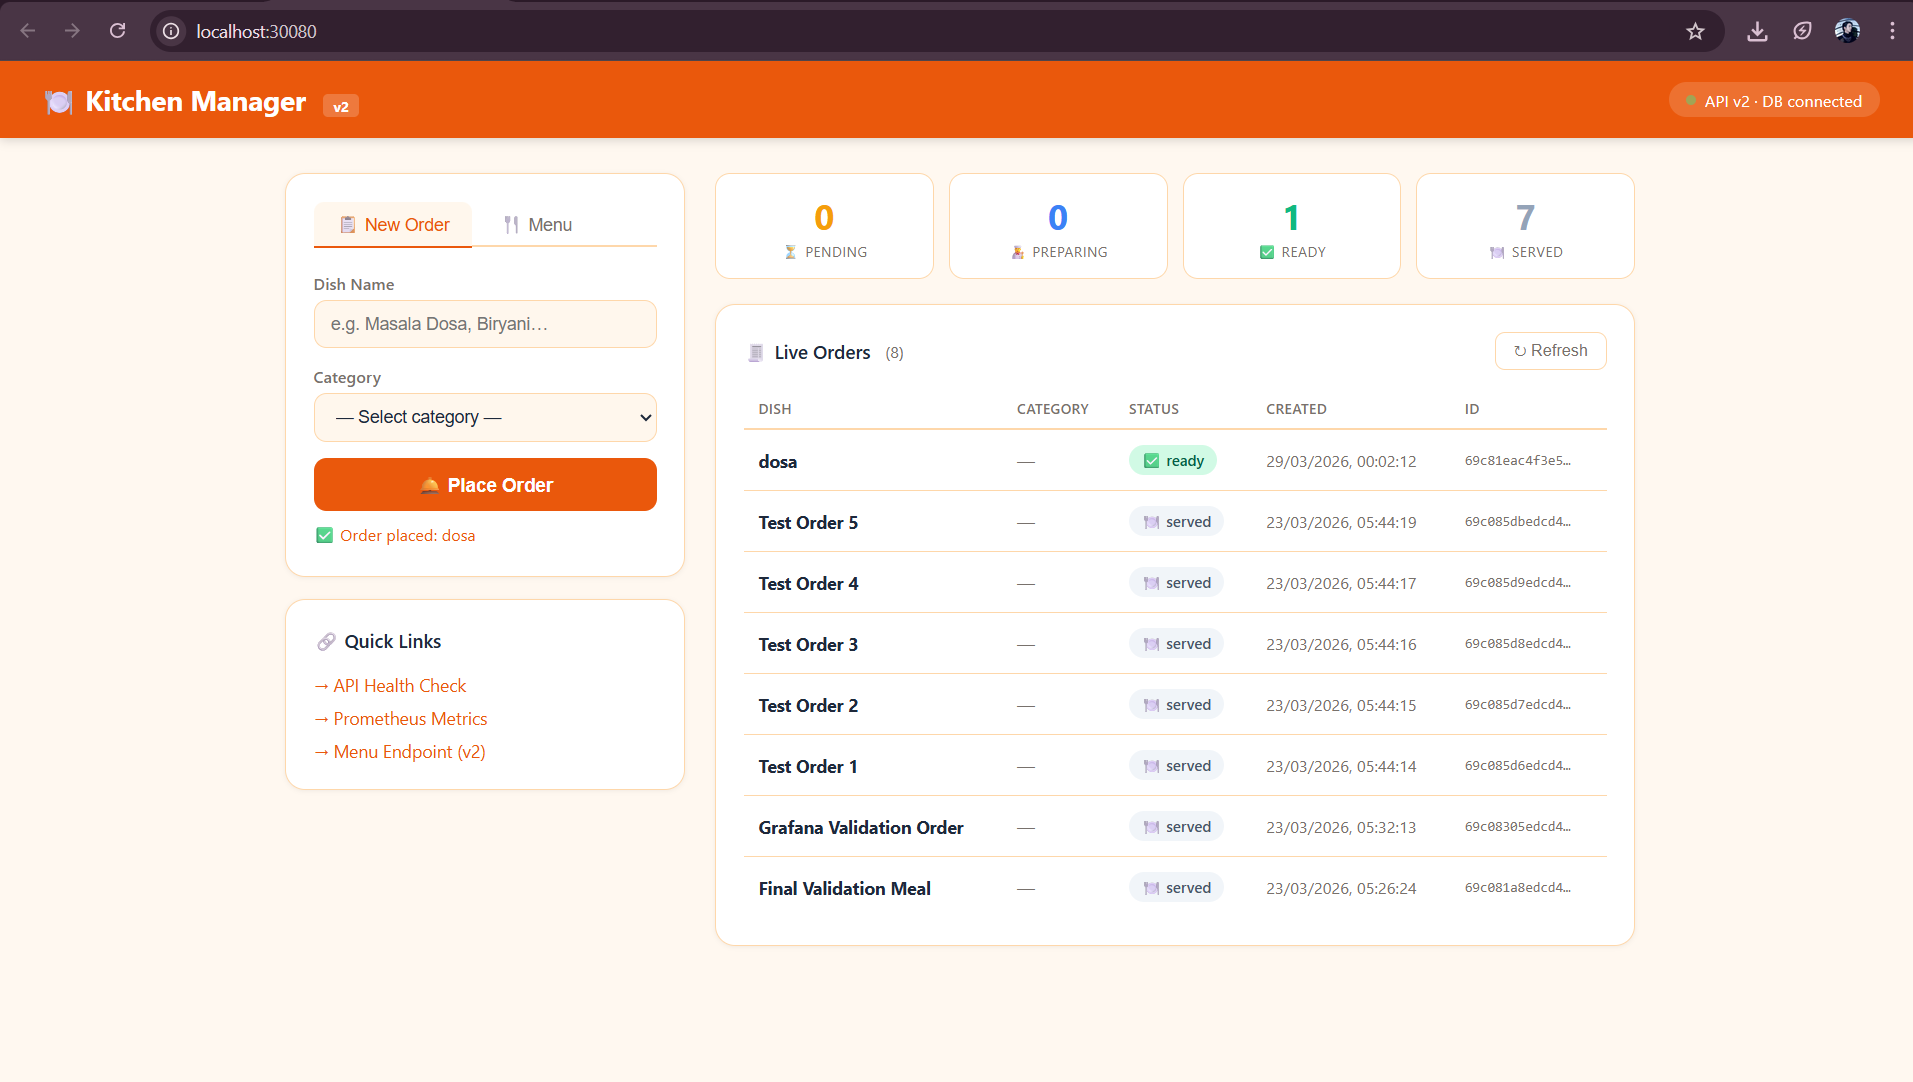 localhost:30080
Kitchen Manager v2
API v2 · DB connected
New Order
Menu
Dish Name
e.g. Masala Dosa, Biryani…
Category
— Select category —
Place Order
Order placed: dosa
Quick Links
→ API Health Check
→ Prometheus Metrics
→ Menu Endpoint (v2)
0
PENDING
0
PREPARING
1
READY
7
SERVED
Live Orders (8)
↻ Refresh
DISH CATEGORY STATUS CREATED ID
dosa — ready 29/03/2026, 00:02:12 69c81eac4f3e5…
Test Order 5 — served 23/03/2026, 05:44:19 69c085dbedcd4…
Test Order 4 — served 23/03/2026, 05:44:17 69c085d9edcd4…
Test Order 3 — served 23/03/2026, 05:44:16 69c085d8edcd4…
Test Order 2 — served 23/03/2026, 05:44:15 69c085d7edcd4…
Test Order 1 — served 23/03/2026, 05:44:14 69c085d6edcd4…
Grafana Validation Order — served 23/03/2026, 05:32:13 69c08305edcd4…
Final Validation Meal — served 23/03/2026, 05:26:24 69c081a8edcd4…